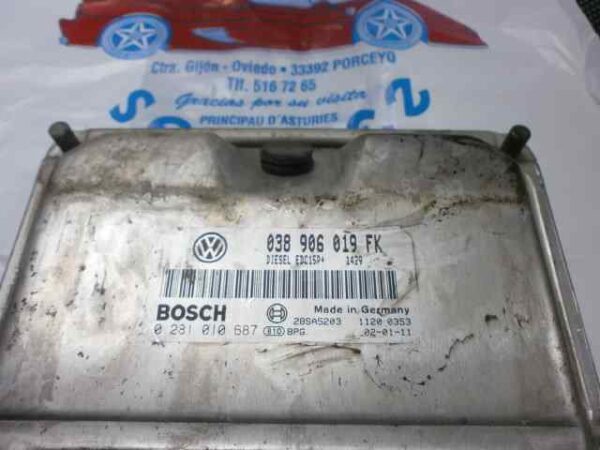 Ctra. Gijón - Oviedo • 33392 PORCEYO
Tlf. 516 72 65
Gracias por su visita
PRINCIPAU D'ASTURIES
VW
038 906 019 FK
DIESEL EDC15P+ 1429
BOSCH
Made in Germany
28SA5203 1120 0353
0 281 010 687 BPG 02-01-11